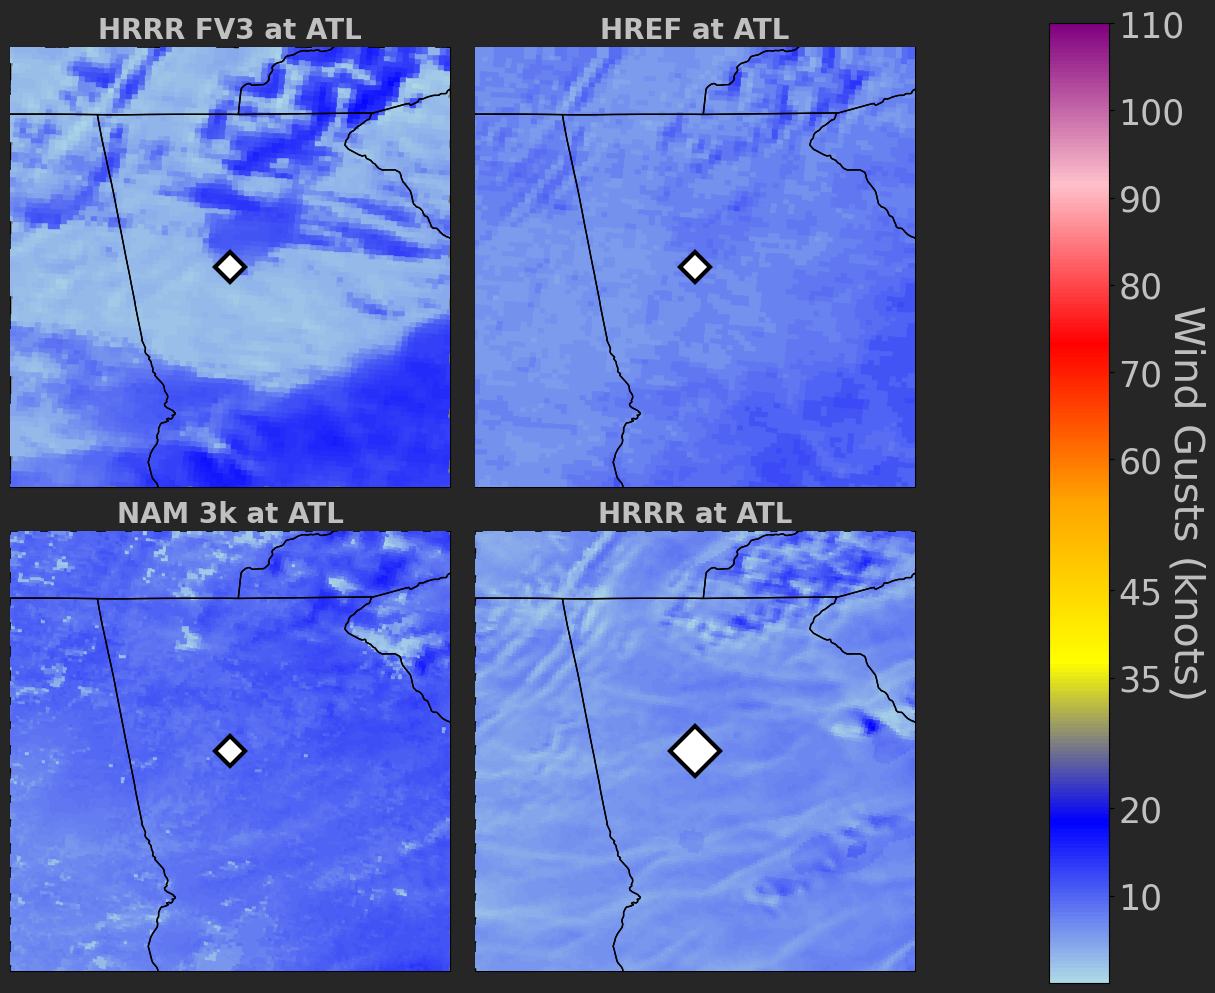 HRRR FV3 at ATL
HREF at ATL
NAM 3k at ATL
HRRR at ATL
110
100
90
80
70
60
45
35
20
10
Wind Gusts (knots)